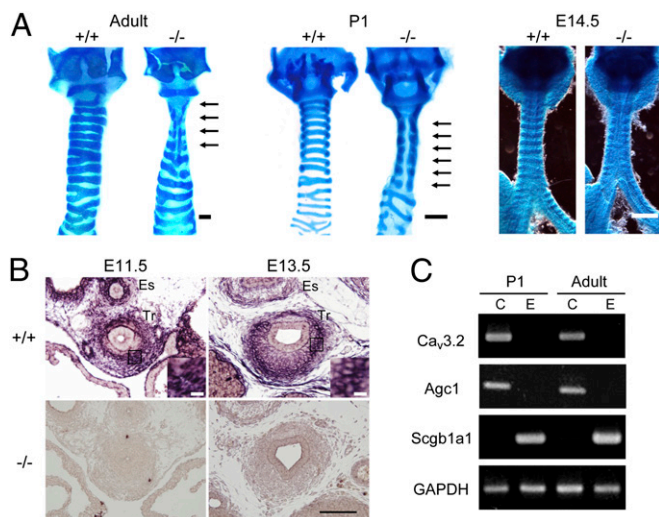 A
Adult
+/+
-/-
P1
+/+
-/-
E14.5
+/+
-/-
B
E11.5
E13.5
+/+
Es
Tr
Es
Tr
-/-
C
P1 Adult
C E C E
Caᵥ3.2
Agc1
Scgb1a1
GAPDH